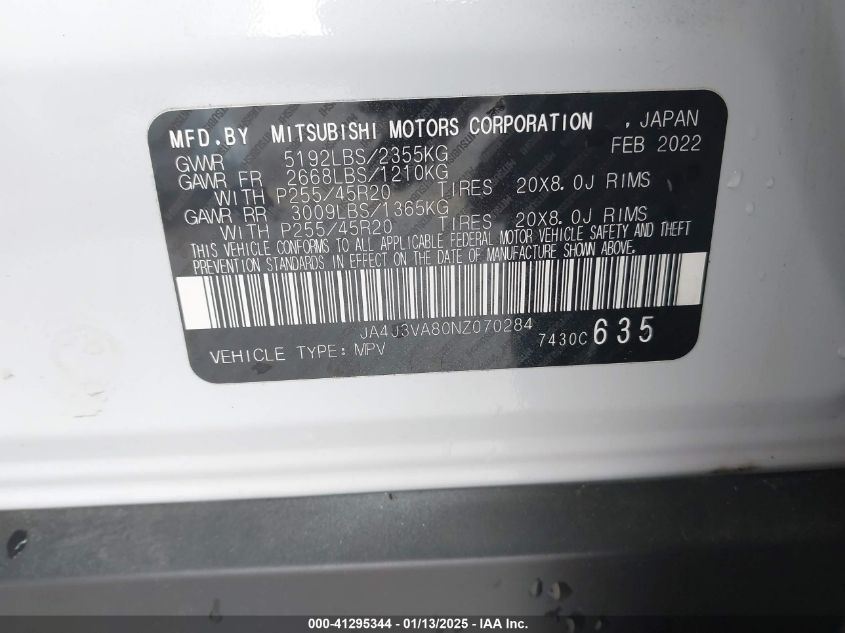 MFD.BY MITSUBISHI MOTORS CORPORATION , JAPAN
GVWR 5192LBS/2355KG FEB 2022
GAWR FR 2668LBS/1210KG
WITH P255/45R20 TIRES 20X8.0J RIMS
GAWR RR 3009LBS/1365KG
WITH P255/45R20 TIRES 20X8.0J RIMS
THIS VEHICLE CONFORMS TO ALL APPLICABLE FEDERAL MOTOR VEHICLE SAFETY AND THEFT
PREVENTION STANDARDS IN EFFECT ON THE DATE OF MANUFACTURE SHOWN ABOVE.
JA4J3VA80NZ070284
7430C 635
VEHICLE TYPE: MPV
000-41295344 - 01/13/2025 - IAA Inc.